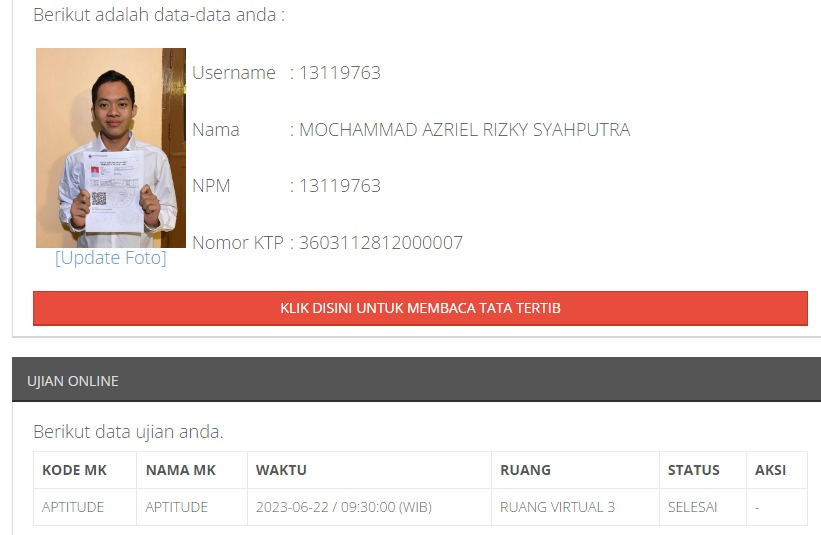 Berikut adalah data-data anda :
Username : 13119763
Nama : MOCHAMMAD AZRIEL RIZKY SYAHPUTRA
NPM : 13119763
Nomor KTP : 3603112812000007
[Update Foto]
KLIK DISINI UNTUK MEMBACA TATA TERTIB
UJIAN ONLINE
Berikut data ujian anda.
KODE MK NAMA MK WAKTU RUANG STATUS AKSI
APTITUDE APTITUDE 2023-06-22 / 09:30:00 (WIB) RUANG VIRTUAL 3 SELESAI -